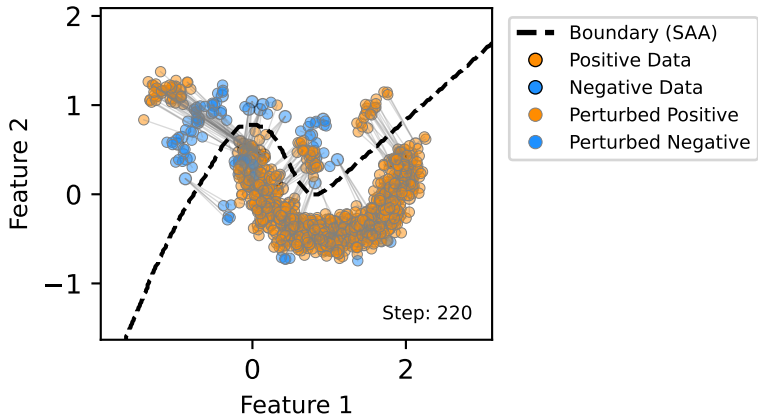 2
1
0
−1
Feature 2
0
2
Feature 1
Step: 220
Boundary (SAA)
Positive Data
Negative Data
Perturbed Positive
Perturbed Negative